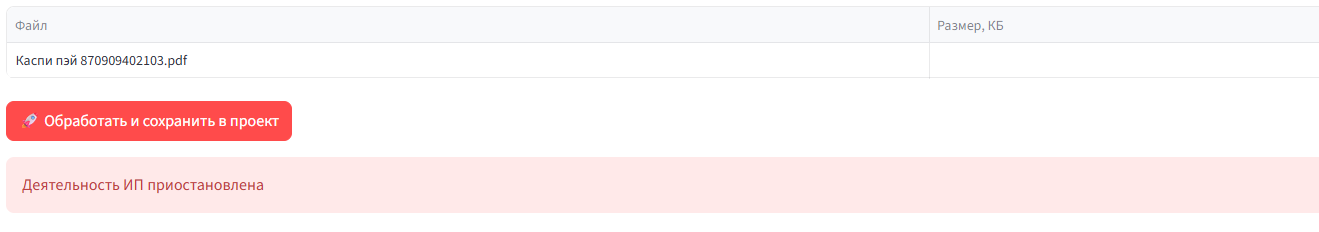 Файл Размер, КБ
Каспи пэй 870909402103.pdf
🚀 Обработать и сохранить в проект
Деятельность ИП приостановлена